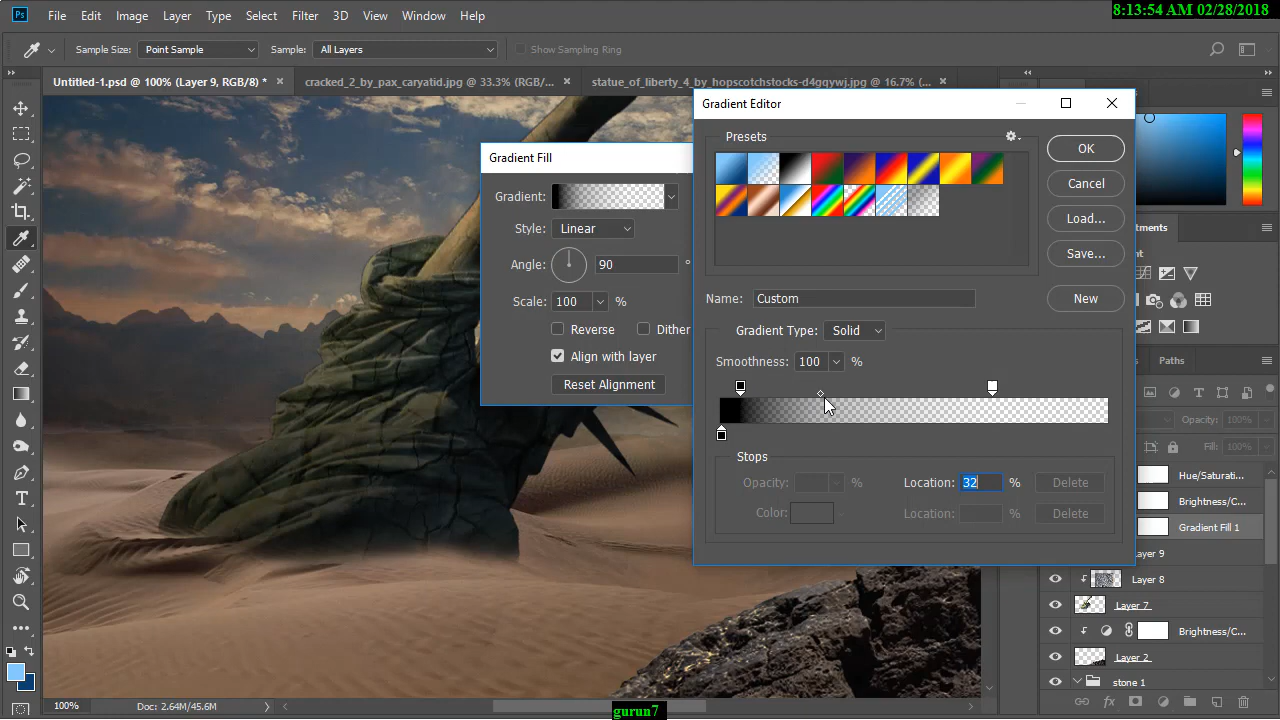 8:13:54 AM 02/28/2018
Ps File Edit Image Layer Type Select Filter 3D View Window Help
Sample Size: Point Sample Sample: All Layers Show Sampling Ring
Untitled-1.psd @ 100% (Layer 9, RGB/8) * × cracked_2_by_pax_caryatid.jpg @ 33.3% (RGB/... × statue_of_liberty_4_by_hopscotchstocks-d4gqywj.jpg @ 16.7% (... ×
Gradient Editor
Presets
OK
Cancel
Load...
Save...
New
Name: Custom
Gradient Type: Solid
Smoothness: 100 %
Stops
Opacity: % Location: 32 % Delete
Color: Location: % Delete
Gradient Fill
Gradient:
Style: Linear
Angle: 90 °
Scale: 100 %
Reverse Dither
Align with layer
Reset Alignment
tments
nt
Paths
Opacity: 100%
Fill: 100%
Hue/Saturati...
Brightness/C...
Gradient Fill 1
ayer 9
Layer 8
Layer 7
Brightness/C...
Layer 2
stone 1
fx
100% Doc: 2.64M/45.6M
gurun7